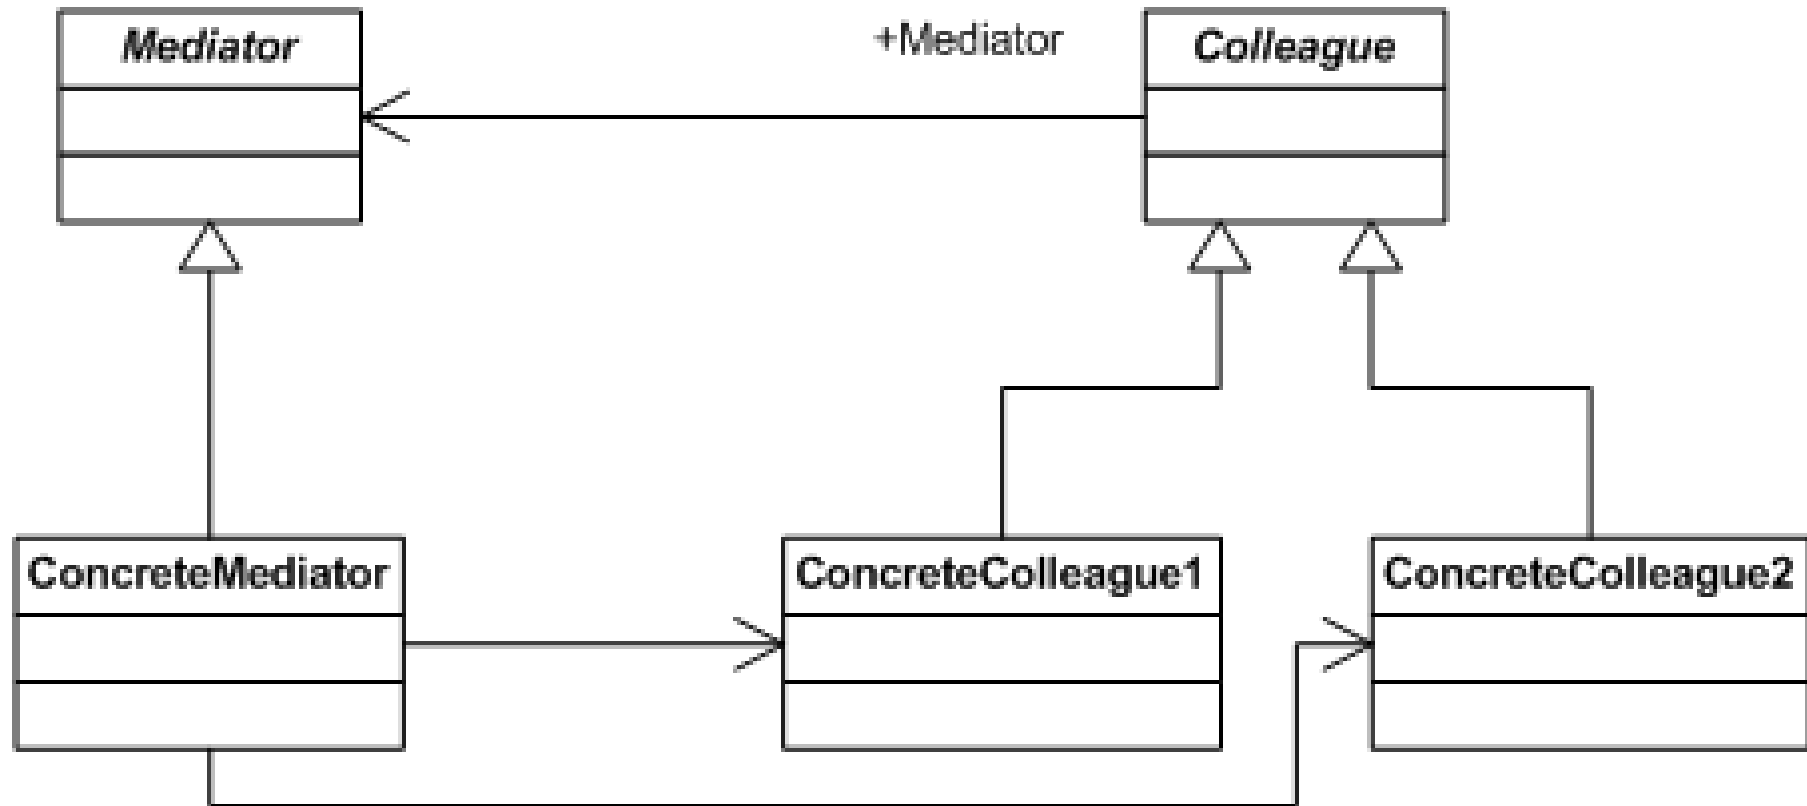 Mediator
+Mediator
Colleague
ConcreteMediator
ConcreteColleague1
ConcreteColleague2